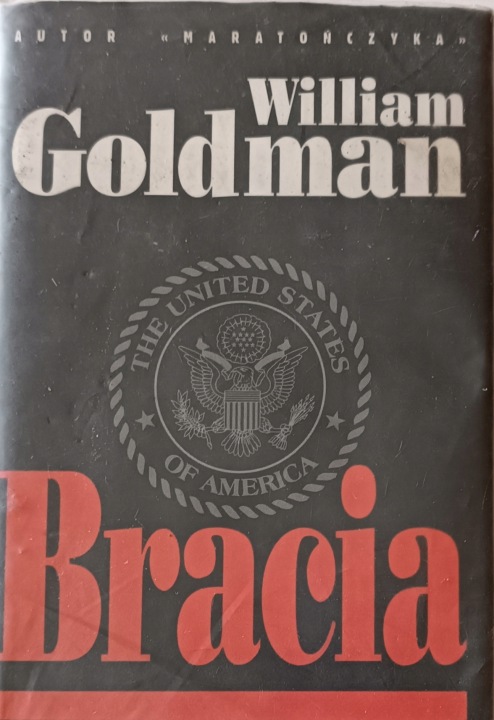 AUTOR «MARATOŃCZYKA»
William
Goldman
THE UNITED STATES
OF AMERICA
Bracia